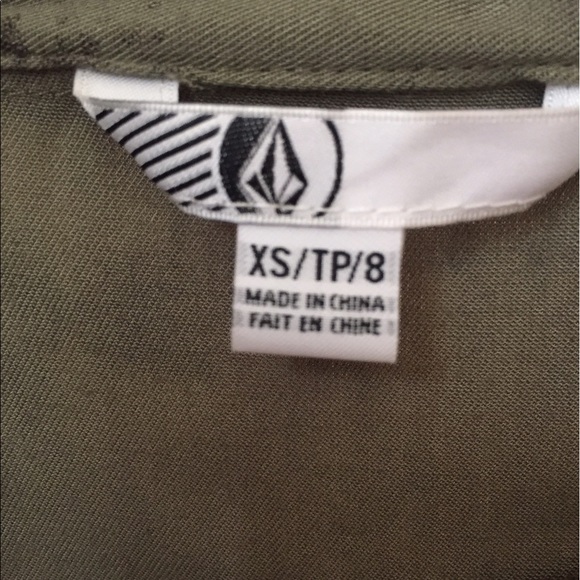 XS/TP/8
MADE IN CHINA
FAIT EN CHINE